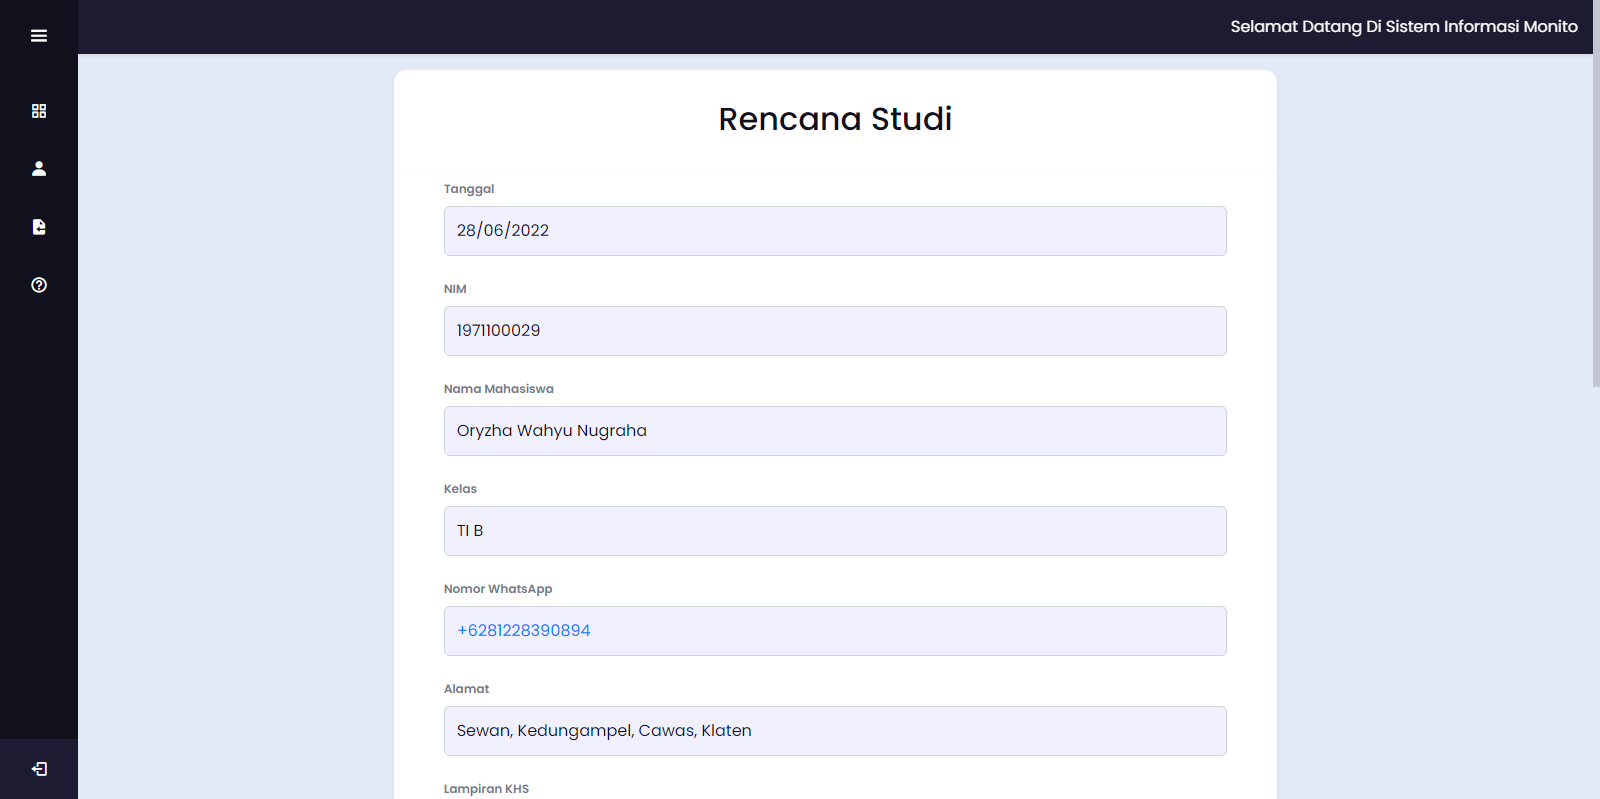 Selamat Datang Di Sistem Informasi Monito
Rencana Studi
Tanggal
28/06/2022
NIM
1971100029
Nama Mahasiswa
Oryzha Wahyu Nugraha
Kelas
TI B
Nomor WhatsApp
+6281228390894
Alamat
Sewan, Kedungampel, Cawas, Klaten
Lampiran KHS